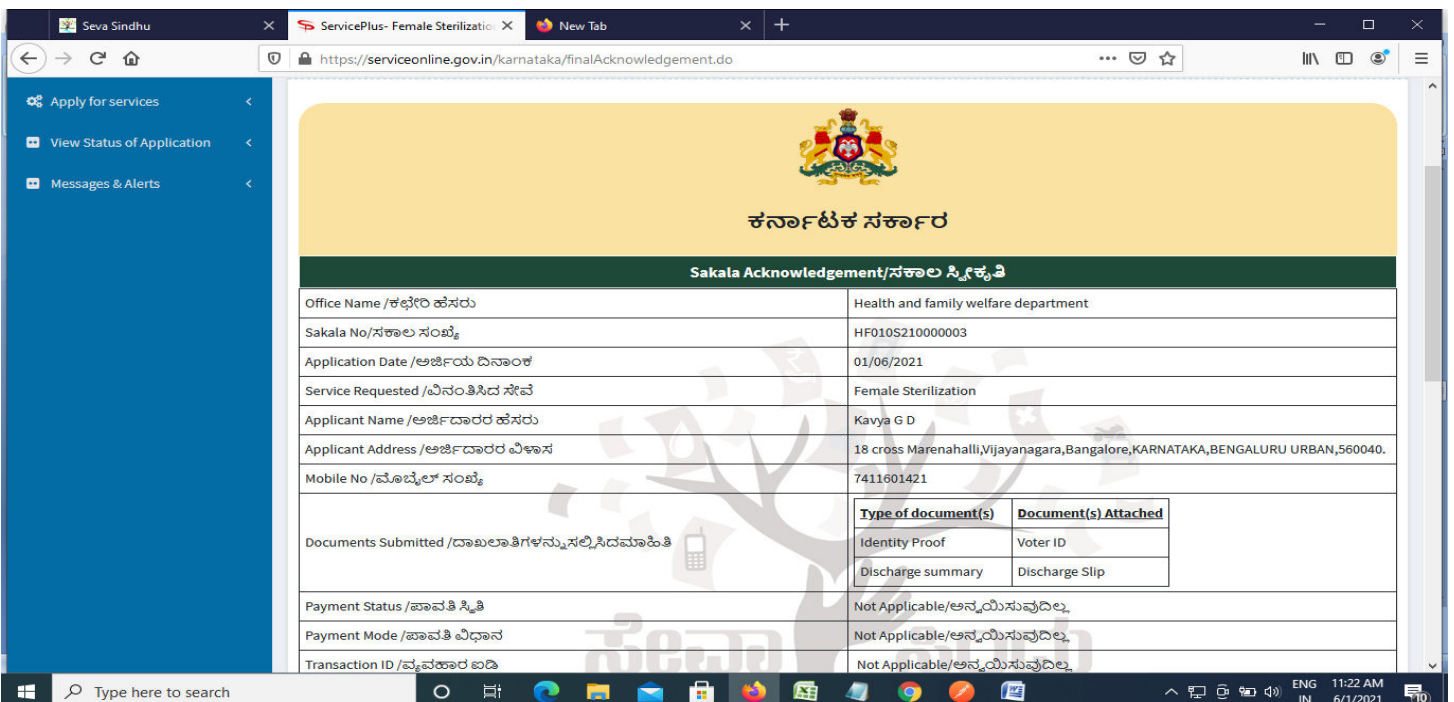 Seva Sindhu
ServicePlus- Female Sterilizatio
New Tab
https://serviceonline.gov.in/karnataka/finalAcknowledgement.do
Apply for services
View Status of Application
Messages & Alerts
ಕರ್ನಾಟಕ ಸರ್ಕಾರ
Sakala Acknowledgement/ಸಕಾಲ ಸ್ವೀಕೃತಿ
Office Name /ಕಛೇರಿ ಹೆಸರು Health and family welfare department
Sakala No/ಸಕಾಲ ಸಂಖ್ಯೆ HF010S210000003
Application Date /ಅರ್ಜಿಯ ದಿನಾಂಕ 01/06/2021
Service Requested /ವಿನಂತಿಸಿದ ಸೇವೆ Female Sterilization
Applicant Name /ಅರ್ಜಿದಾರರ ಹೆಸರು Kavya G D
Applicant Address /ಅರ್ಜಿದಾರರ ವಿಳಾಸ 18 cross Marenahalli,Vijayanagara,Bangalore,KARNATAKA,BENGALURU URBAN,560040.
Mobile No /ಮೊಬೈಲ್ ಸಂಖ್ಯೆ 7411601421
Documents Submitted /ದಾಖಲಾತಿಗಳನ್ನು ಸಲ್ಲಿಸಿದಮಾಹಿತಿ
Type of document(s) Document(s) Attached
Identity Proof Voter ID
Discharge summary Discharge Slip
Payment Status /ಪಾವತಿ ಸ್ಥಿತಿ Not Applicable/ಅನ್ವಯಿಸುವುದಿಲ್ಲ
Payment Mode /ಪಾವತಿ ವಿಧಾನ Not Applicable/ಅನ್ವಯಿಸುವುದಿಲ್ಲ
Transaction ID /ವ್ಯವಹಾರ ಐಡಿ Not Applicable/ಅನ್ವಯಿಸುವುದಿಲ್ಲ
ಸೇವಾ ಸಿಂಧು
Type here to search
ENG 11:22 AM
IN 6/1/2021